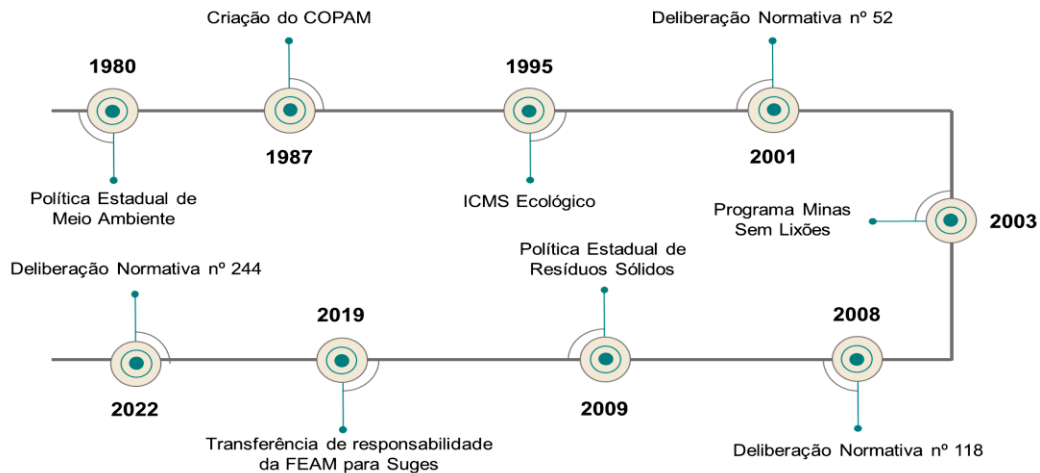 Criação do COPAM
Deliberação Normativa nº 52
1980
1995
1987
2001
Política Estadual de
Meio Ambiente
ICMS Ecológico
Programa Minas
Sem Lixões
2003
Deliberação Normativa nº 244
Política Estadual de
Resíduos Sólidos
2019
2008
2022
2009
Transferência de responsabilidade
da FEAM para Suges
Deliberação Normativa nº 118